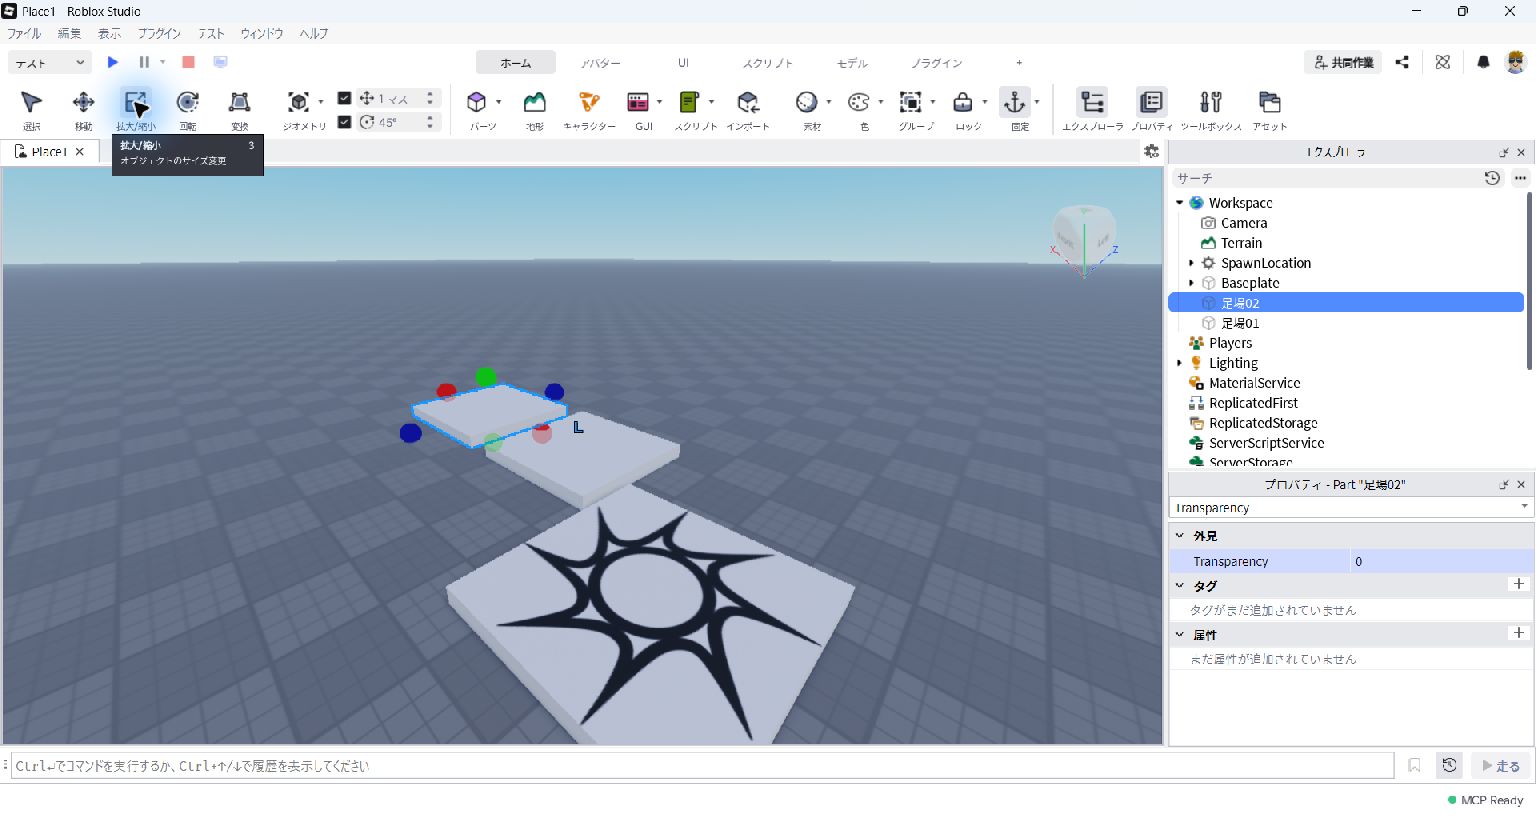 Place1 - Roblox Studio
ファイル 編集 表示 プラグイン テスト ウィンドウ ヘルプ
テスト
ホーム アバター UI スクリプト モデル プラグイン +
共同作業
1 マス
45°
選択 移動 拡大/縮小 回転 変換 ジオメトリ パーツ 地形 キャラクター GUI スクリプト インポート 素材 色 グループ ロック 固定 エクスプローラ プロパティ ツールボックス アセット
Place1
拡大/縮小 3
オブジェクトのサイズ変更
エクスプローラ
サーチ
Workspace
Camera
Terrain
SpawnLocation
Baseplate
足場02
足場01
Players
Lighting
MaterialService
ReplicatedFirst
ReplicatedStorage
ServerScriptService
ServerStorage
X
Z
L
プロパティ - Part "足場02"
Transparency
外見
Transparency 0
タグ
タグがまだ追加されていません
属性
まだ属性が追加されていません
Ctrl+↵でコマンドを実行するか、Ctrl+↑/↓で履歴を表示してください
走る
MCP Ready